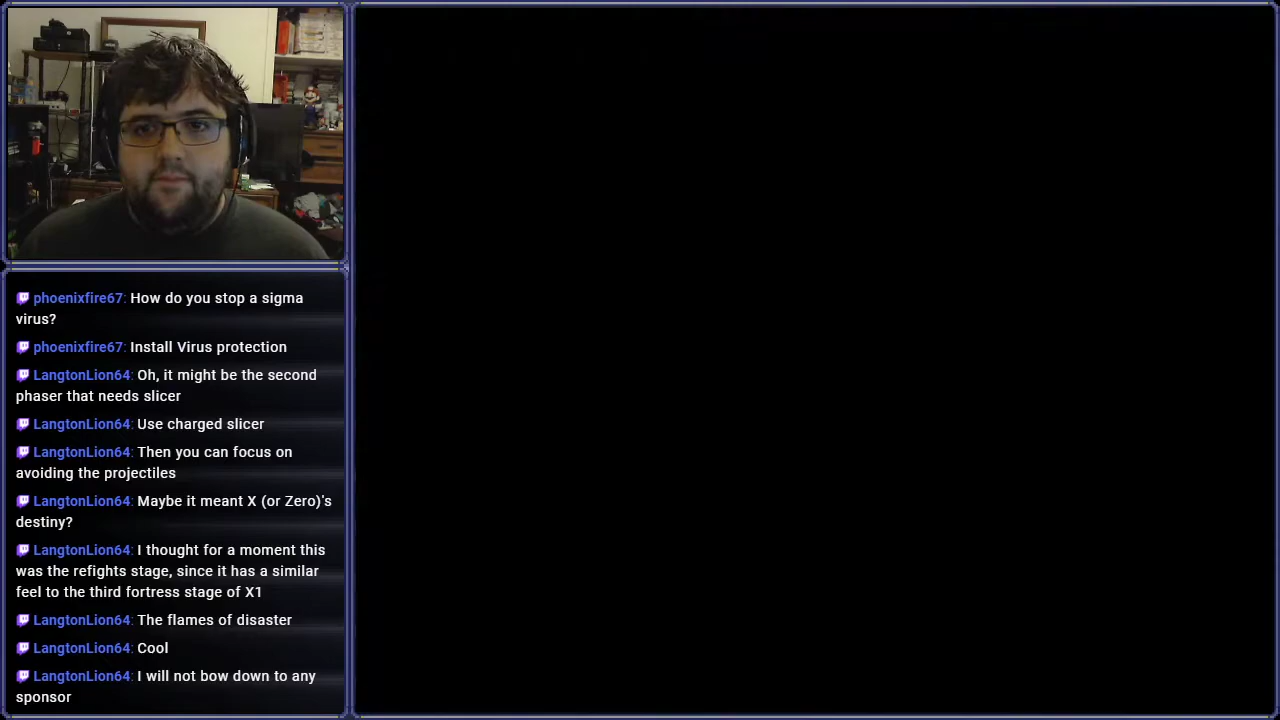 phoenixfire67: How do you stop a sigma
virus?
phoenixfire67: Install Virus protection
LangtonLion64: Oh, it might be the second
phaser that needs slicer
LangtonLion64: Use charged slicer
LangtonLion64: Then you can focus on
avoiding the projectiles
LangtonLion64: Maybe it meant X (or Zero)'s
destiny?
LangtonLion64: I thought for a moment this
was the refights stage, since it has a similar
feel to the third fortress stage of X1
LangtonLion64: The flames of disaster
LangtonLion64: Cool
LangtonLion64: I will not bow down to any
sponsor